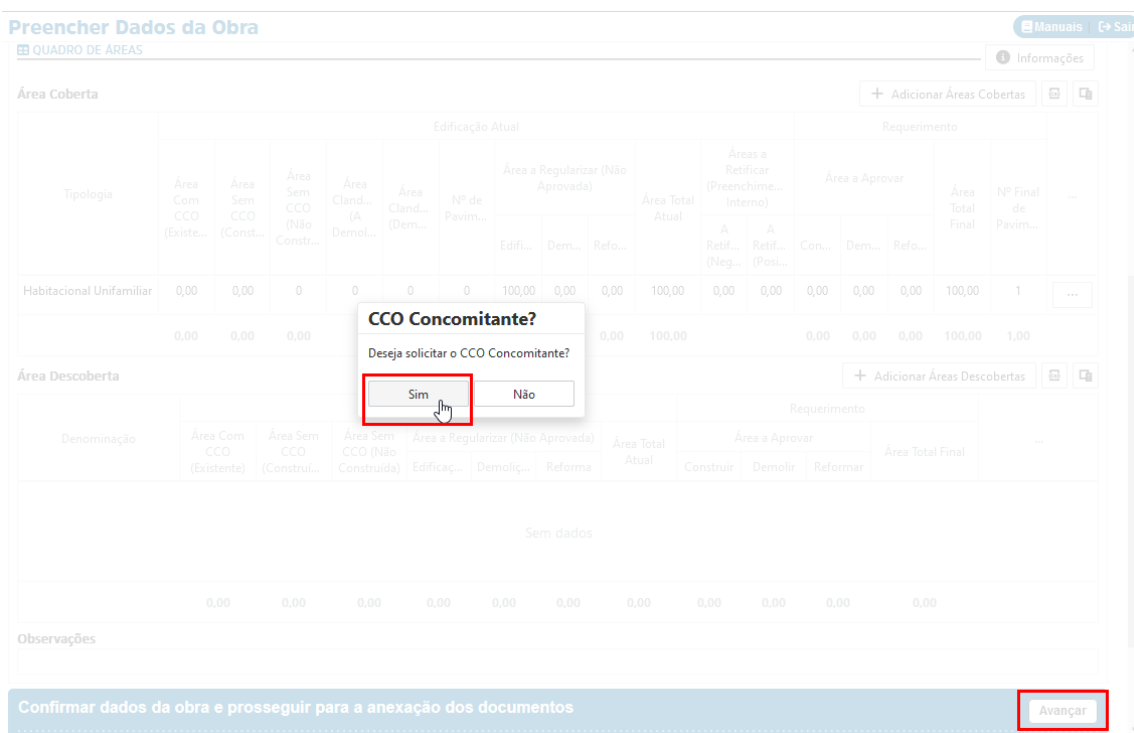 Preencher Dados da Obra
Manuais
Sair
QUADRO DE ÁREAS
Informações
Área Coberta
+ Adicionar Áreas Cobertas
Edificação Atual
Requerimento
Tipologia
Área Com CCO (Existe...
Área Sem CCO (Const...
Área Sem CCO (Não Constr...
Área Cland... (A Demol...
Área Cland... (Dem...
Nº de Pavim...
Área a Regularizar (Não Aprovada)
Edifi...
Dem...
Refo...
Área Total Atual
Áreas a Retificar (Preenchime... Interno)
A Retif... (Neg...
A Retif... (Posi...
Área a Aprovar
Con...
Dem...
Refo...
Área Total Final
Nº Final de Pavim...
...
Habitacional Unifamiliar 0,00 0,00 0 0 0 0 100,00 0,00 0,00 100,00 0,00 0,00 0,00 0,00 0,00 100,00 1 ...
0,00 0,00 0,00 0,00 100,00 0,00 0,00 0,00 100,00 1,00
CCO Concomitante?
Deseja solicitar o CCO Concomitante?
Sim
Não
Área Descoberta
+ Adicionar Áreas Descobertas
Requerimento
Denominação
Área Com CCO (Existente)
Área Sem CCO (Construí...
Área Sem CCO (Não Construída)
Área a Regularizar (Não Aprovada)
Edificaç...
Demoliç...
Reforma
Área Total Atual
Área a Aprovar
Construir
Demolir
Reformar
Área Total Final
...
Sem dados
0,00 0,00 0,00 0,00 0,00 0,00 0,00 0,00 0,00 0,00 0,00
Observações
Confirmar dados da obra e prosseguir para a anexação dos documentos
Avançar